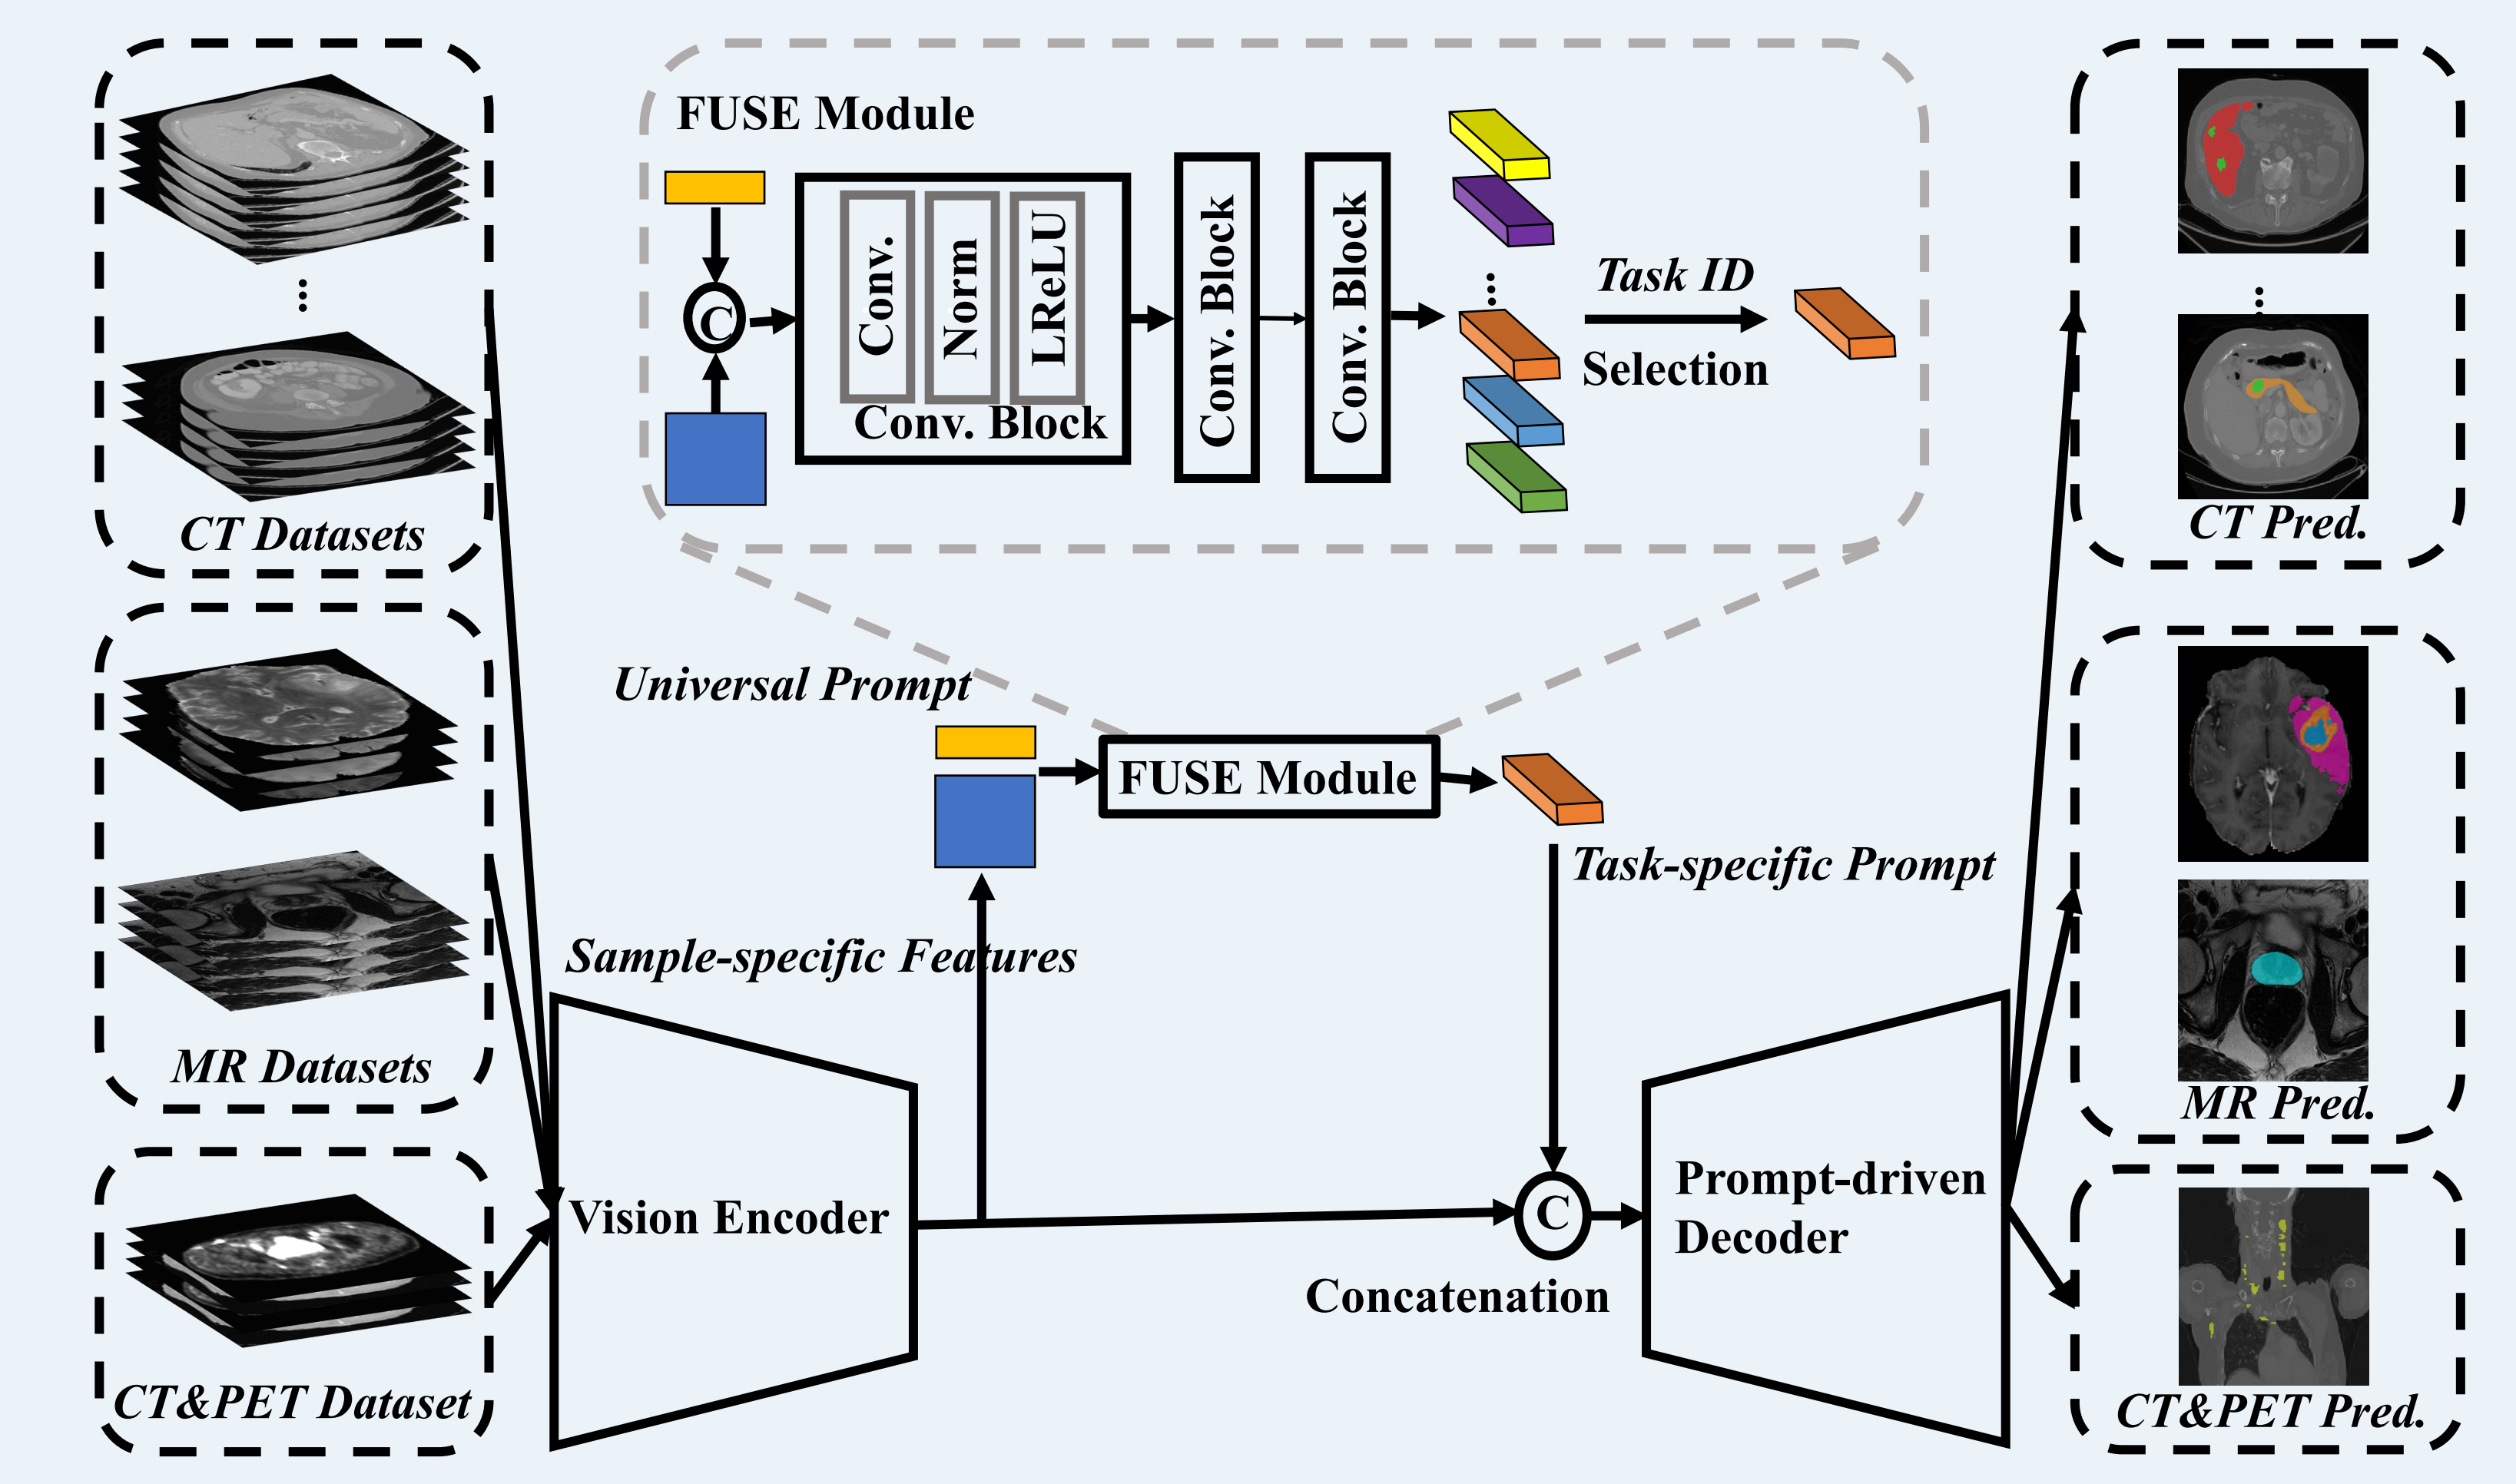 FUSE Module
C
Conv.
Norm
LReLU
Conv. Block
Conv. Block
Conv. Block
Task ID
Selection
CT Datasets
CT Pred.
Universal Prompt
FUSE Module
Task-specific Prompt
Sample-specific Features
MR Datasets
MR Pred.
Vision Encoder
C
Concatenation
Prompt-driven
Decoder
CT&PET Dataset
CT&PET Pred.